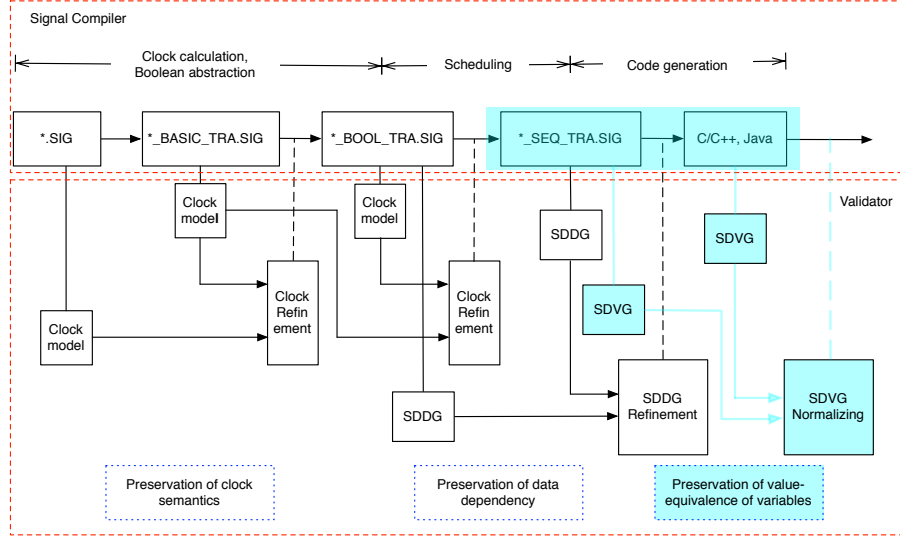 Signal Compiler
Clock calculation,
Boolean abstraction
Scheduling
Code generation
*.SIG
*_BASIC_TRA.SIG
*_BOOL_TRA.SIG
*_SEQ_TRA.SIG
C/C++, Java
Validator
Clock
model
Clock
model
SDDG
SDVG
Clock
Refin
ement
Clock
Refin
ement
SDVG
Clock
model
SDDG
SDDG
Refinement
SDVG
Normalizing
Preservation of clock
semantics
Preservation of data
dependency
Preservation of value-
equivalence of variables